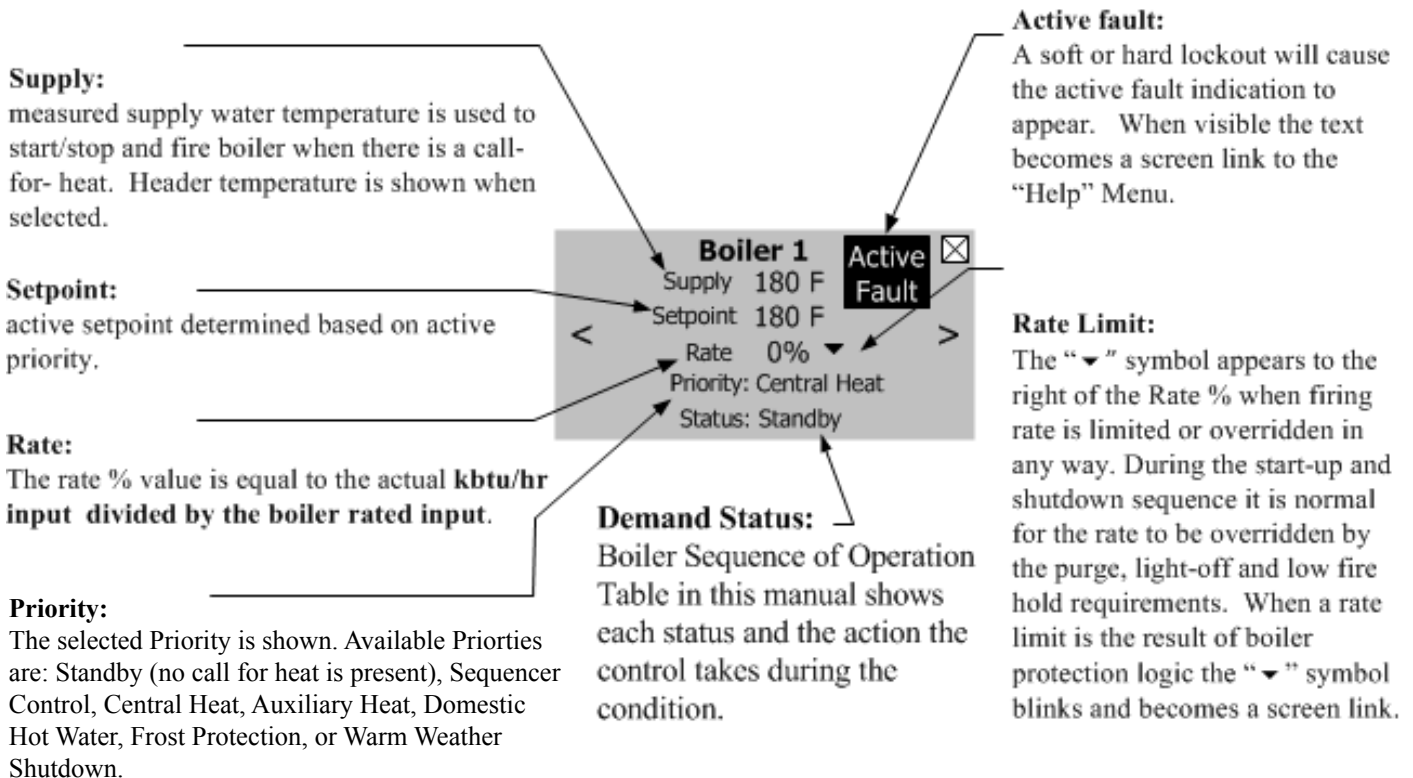 Supply:
measured supply water temperature is used to
start/stop and fire boiler when there is a call-
for- heat. Header temperature is shown when
selected.
Setpoint:
active setpoint determined based on active
priority.
Rate:
The rate % value is equal to the actual kbtu/hr
input divided by the boiler rated input.
Priority:
The selected Priority is shown. Available Priorties
are: Standby (no call for heat is present), Sequencer
Control, Central Heat, Auxiliary Heat, Domestic
Hot Water, Frost Protection, or Warm Weather
Shutdown.
Boiler 1
Active
Fault
Supply 180 F
Setpoint 180 F
< >
Rate 0% ▼
Priority: Central Heat
Status: Standby
Demand Status:
Boiler Sequence of Operation
Table in this manual shows
each status and the action the
control takes during the
condition.
Active fault:
A soft or hard lockout will cause
the active fault indication to
appear. When visible the text
becomes a screen link to the
“Help” Menu.
Rate Limit:
The “▼” symbol appears to the
right of the Rate % when firing
rate is limited or overridden in
any way. During the start-up and
shutdown sequence it is normal
for the rate to be overridden by
the purge, light-off and low fire
hold requirements. When a rate
limit is the result of boiler
protection logic the “▼” symbol
blinks and becomes a screen link.